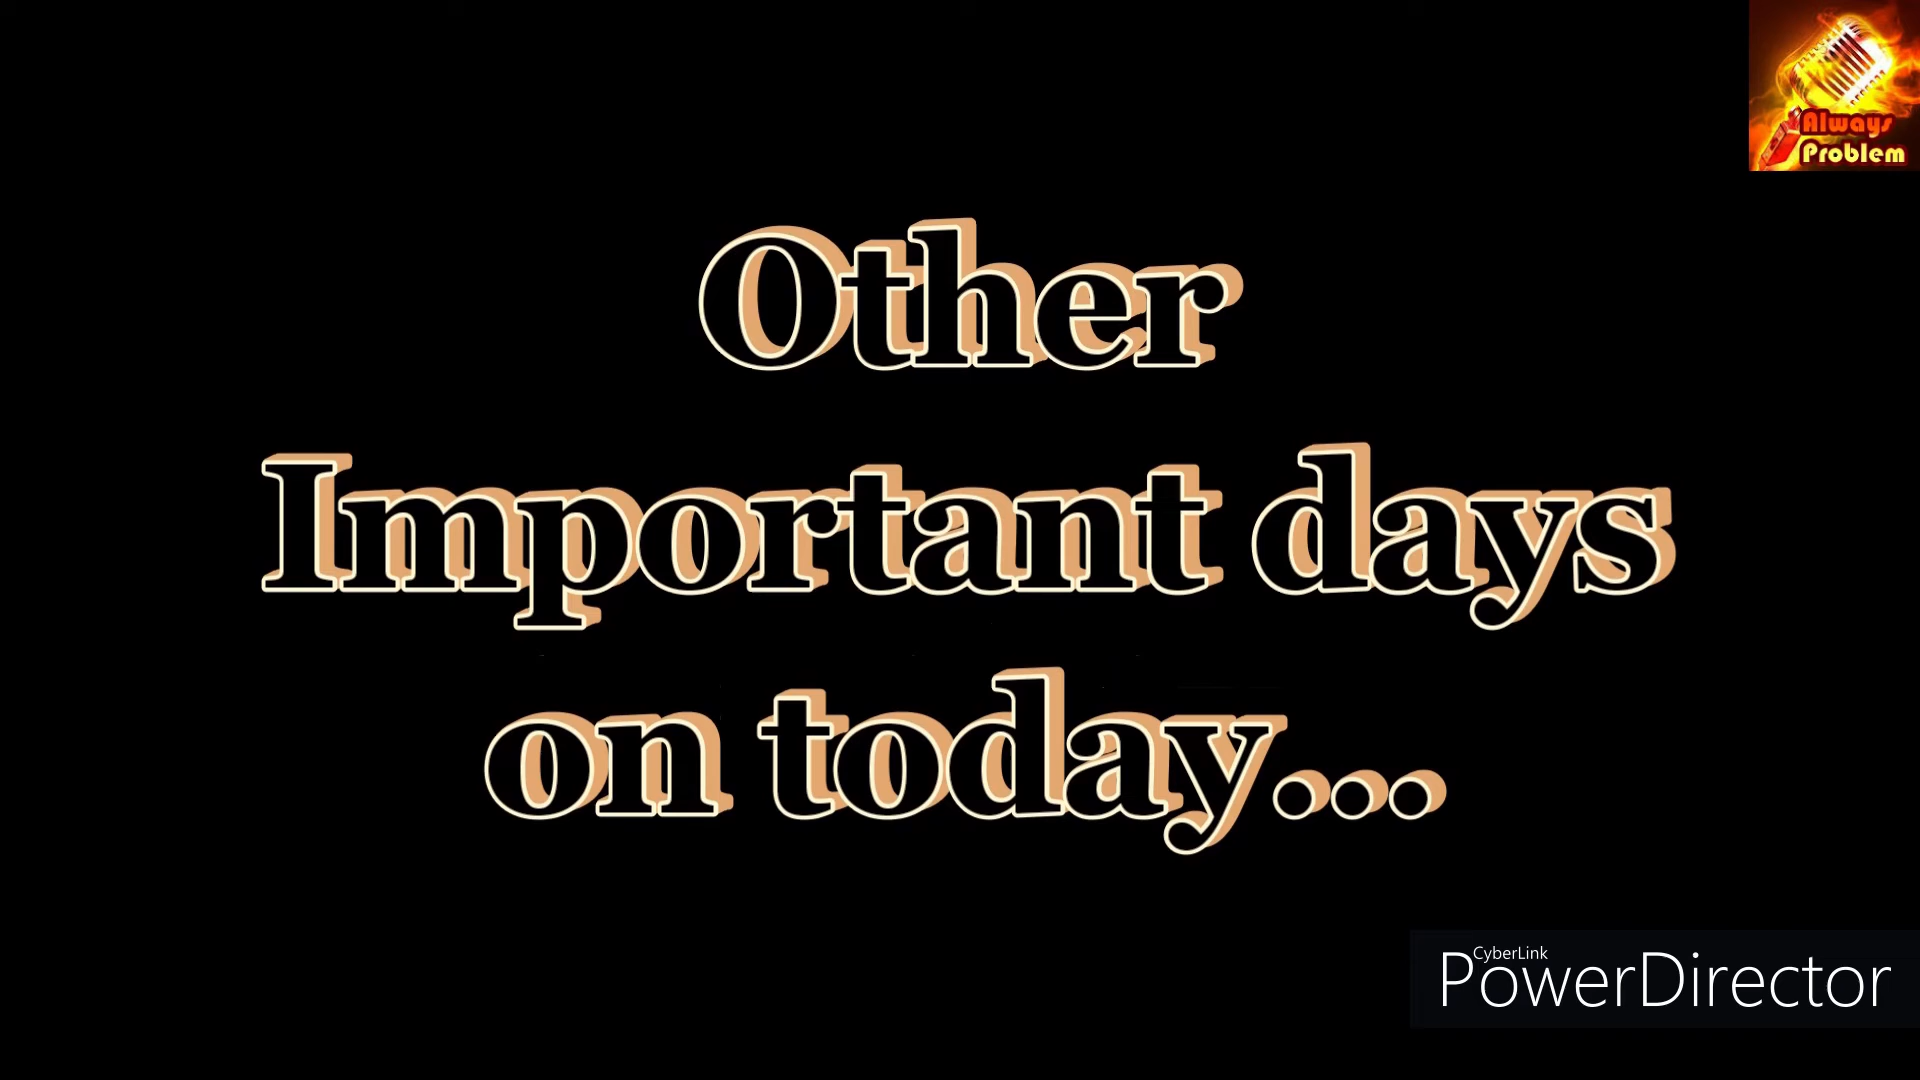 Always
Problem
Other
Important days
on today...
CyberLink
PowerDirector